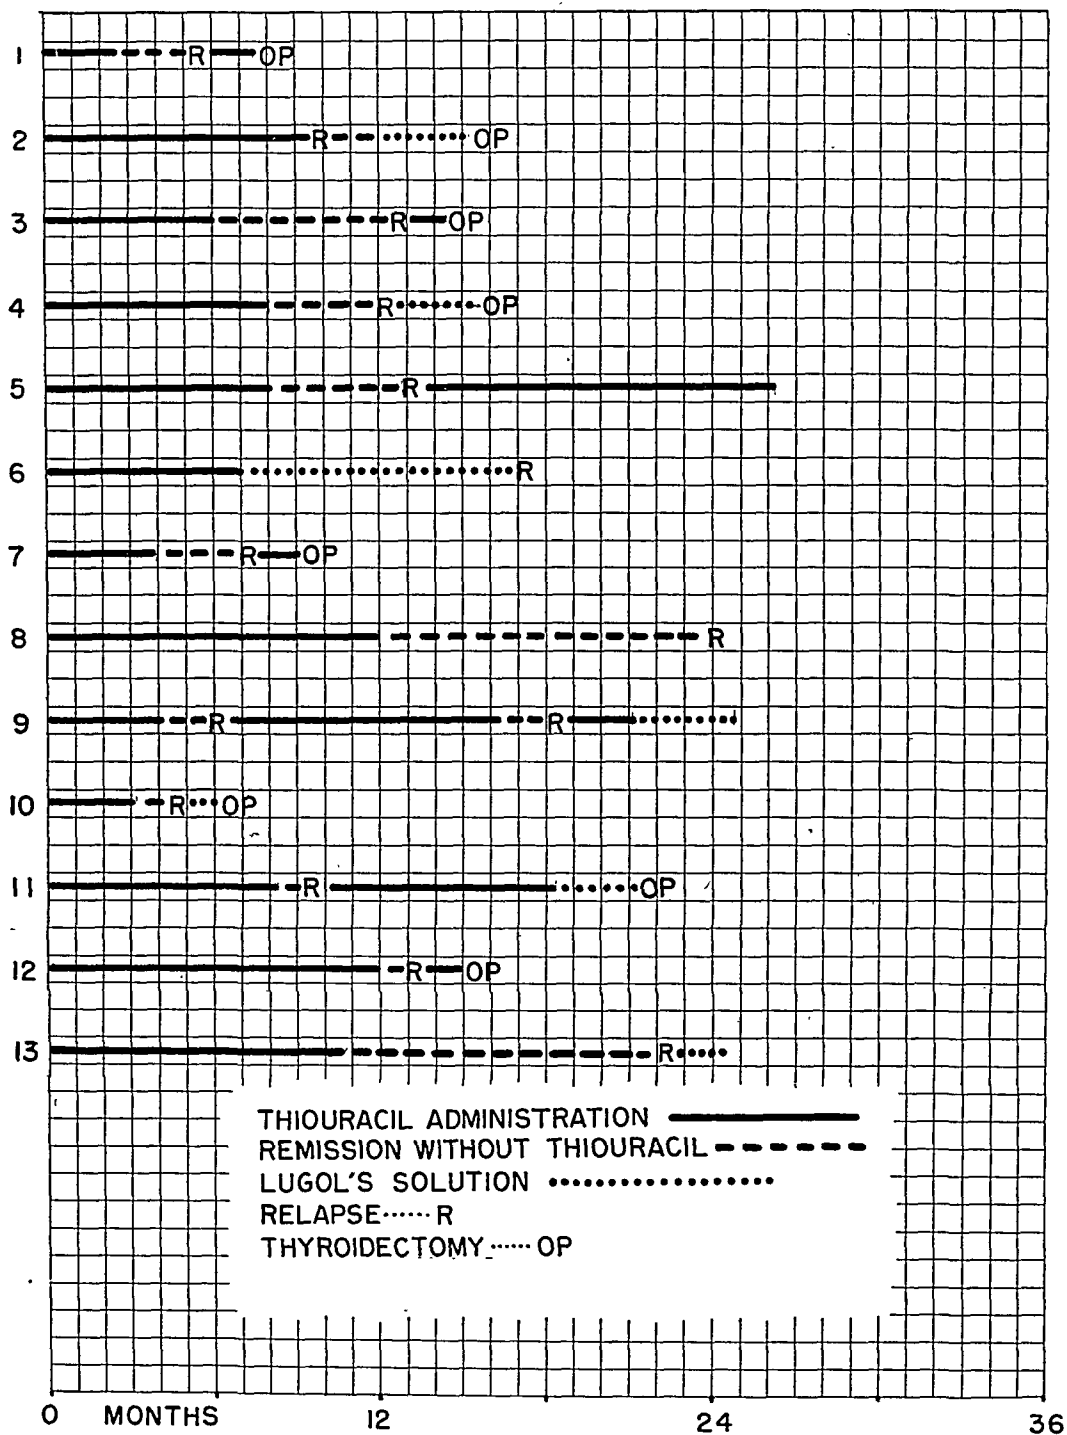 1 R OP
2 R OP
3 R OP
4 R OP
5 R
6 R
7 R OP
8 R
9 R R
10 R OP
11 R OP
12 R OP
13 R
THIOURACIL ADMINISTRATION
REMISSION WITHOUT THIOURACIL
LUGOL'S SOLUTION
RELAPSE······R
THYROIDECTOMY······OP
0 MONTHS 12 24 36